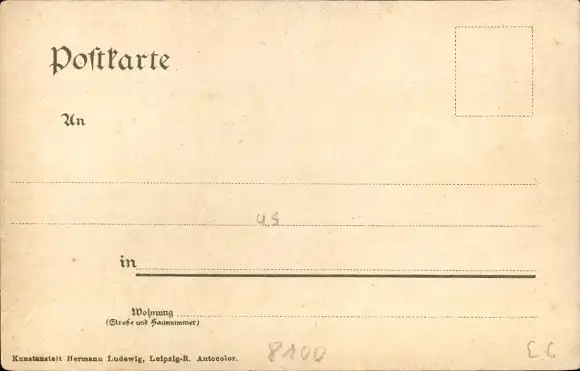 Postkarte
An
in
Wohnung
(Straße und Hausnummer)
Kunstanstalt Hermann Ludewig, Leipzig-R. Autocolor.
8100